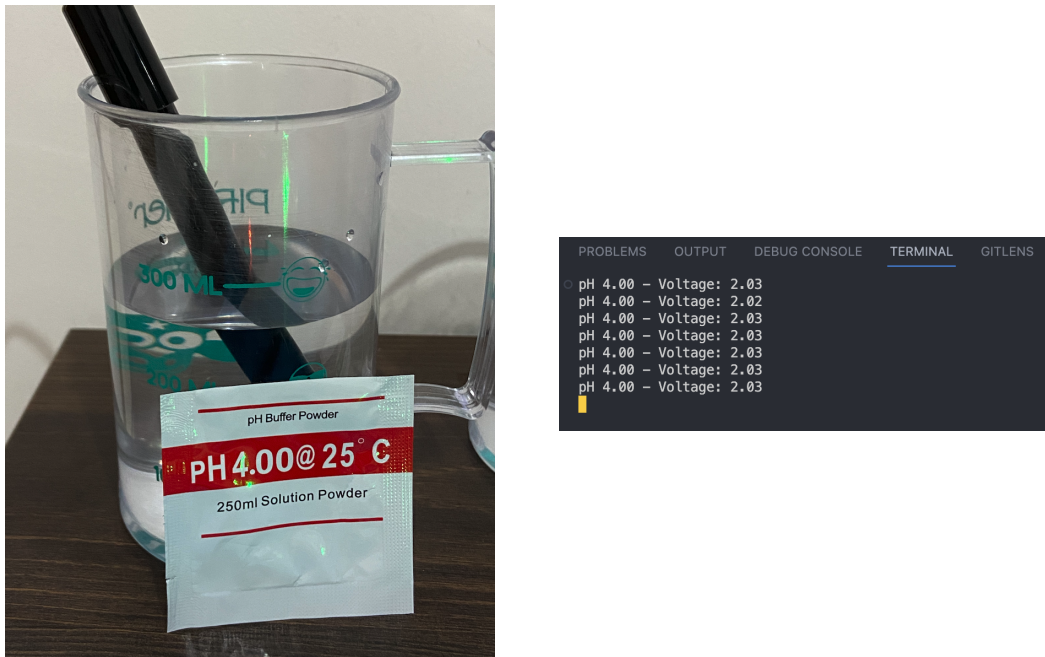 300 ML
200 M
pH Buffer Powder
PH 4.00@ 25°C
250ml Solution Powder
PROBLEMS OUTPUT DEBUG CONSOLE TERMINAL GITLENS
pH 4.00 – Voltage: 2.03
pH 4.00 – Voltage: 2.02
pH 4.00 – Voltage: 2.03
pH 4.00 – Voltage: 2.03
pH 4.00 – Voltage: 2.03
pH 4.00 – Voltage: 2.03
pH 4.00 – Voltage: 2.03